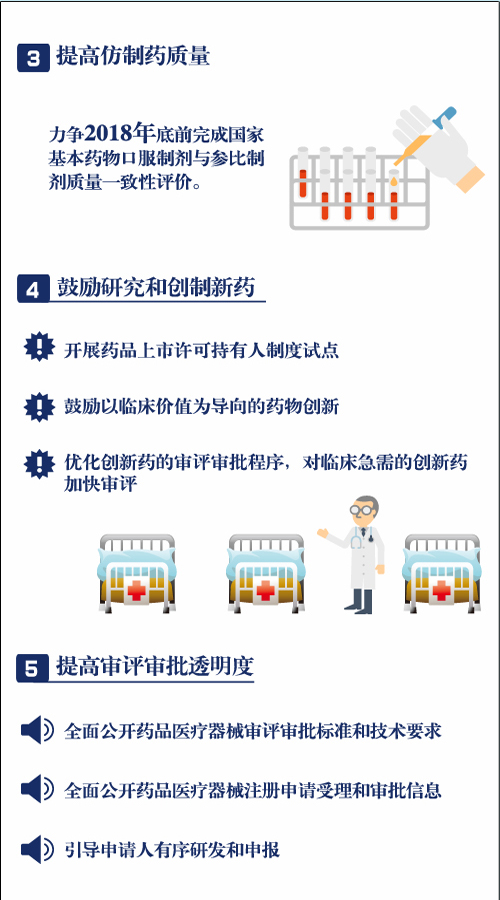 3 提高仿制药质量
力争2018年底前完成国家
基本药物口服制剂与参比制
剂质量一致性评价。
4 鼓励研究和创制新药
开展药品上市许可持有人制度试点
鼓励以临床价值为导向的药物创新
优化创新药的审评审批程序，对临床急需的创新药
加快审评
5 提高审评审批透明度
全面公开药品医疗器械审评审批标准和技术要求
全面公开药品医疗器械注册申请受理和审批信息
引导申请人有序研发和申报